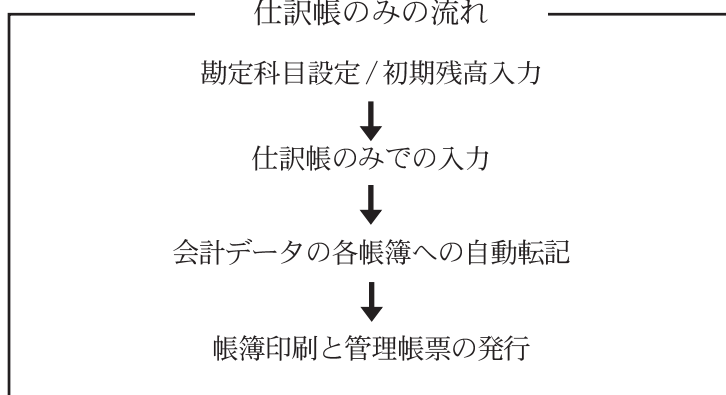 仕訳帳のみの流れ
勘定科目設定/初期残高入力
仕訳帳のみでの入力
会計データの各帳簿への自動転記
帳簿印刷と管理帳票の発行